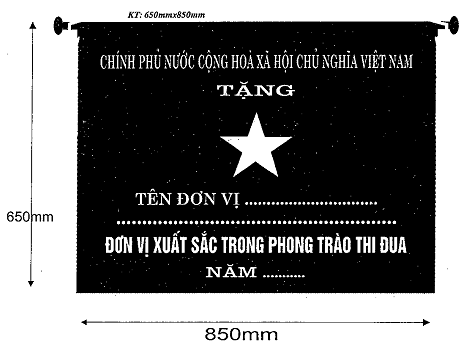 KT: 650mmx850mm
CHÍNH PHỦ NƯỚC CỘNG HOÀ XÃ HỘI CHỦ NGHĨA VIỆT NAM
TẶNG
TÊN ĐƠN VỊ ..............................
................................................................
ĐƠN VỊ XUẤT SẮC TRONG PHONG TRÀO THI ĐUA
NĂM ...........
650mm
850mm